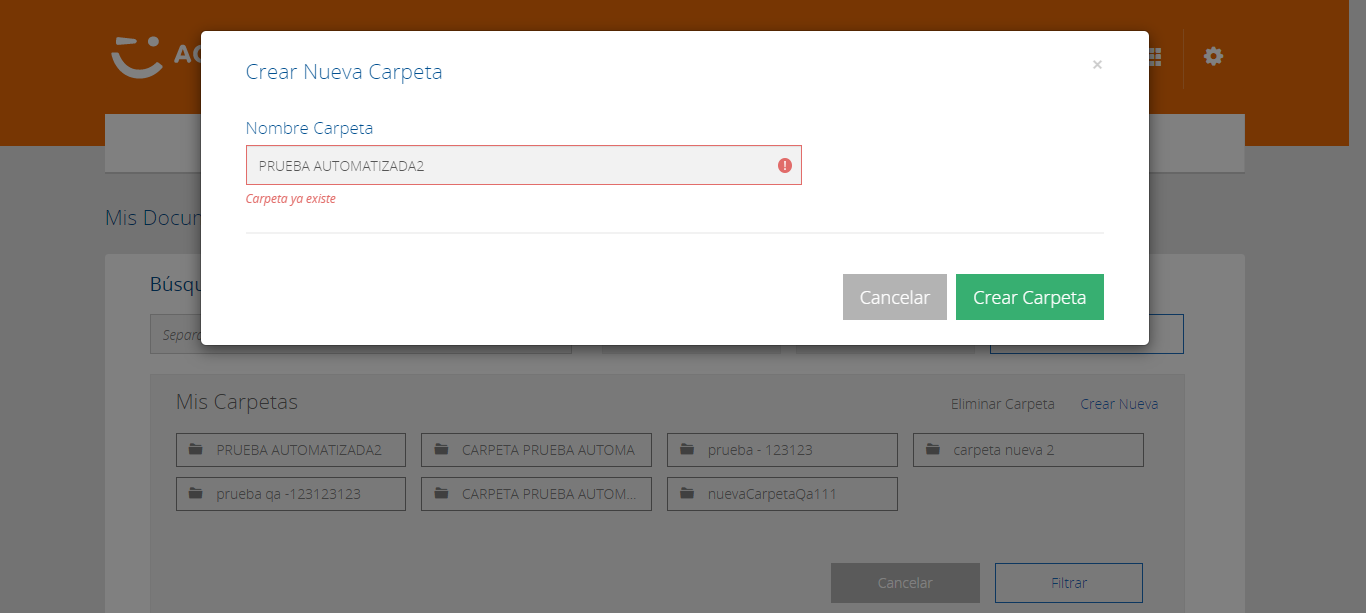 AC
Crear Nueva Carpeta
×
Nombre Carpeta
PRUEBA AUTOMATIZADA2
Carpeta ya existe
Cancelar
Crear Carpeta
Mis Docum
Búsqu
Separa
Mis Carpetas
Eliminar Carpeta
Crear Nueva
PRUEBA AUTOMATIZADA2
CARPETA PRUEBA AUTOMA
prueba - 123123
carpeta nueva 2
prueba qa -123123123
CARPETA PRUEBA AUTOM...
nuevaCarpetaQa111
Cancelar
Filtrar